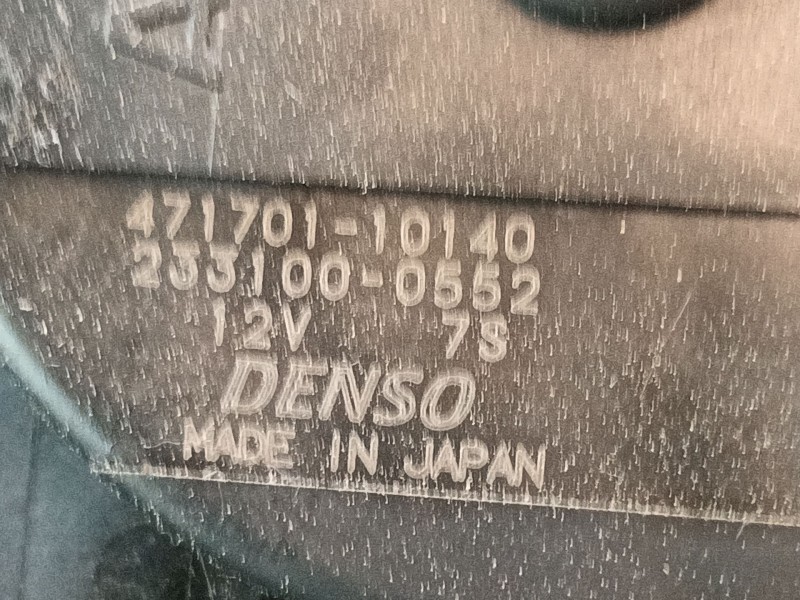 471701-10140
233100-0552
12V 7S
DENSO
MADE IN JAPAN